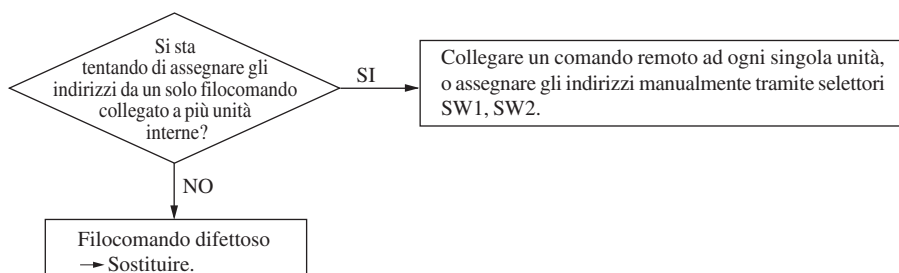 Si sta
tentando di assegnare gli
indirizzi da un solo filocomando
collegato a più unità
interne?
SI
Collegare un comando remoto ad ogni singola unità,
o assegnare gli indirizzi manualmente tramite selettori
SW1, SW2.
NO
Filocomando difettoso
→ Sostituire.